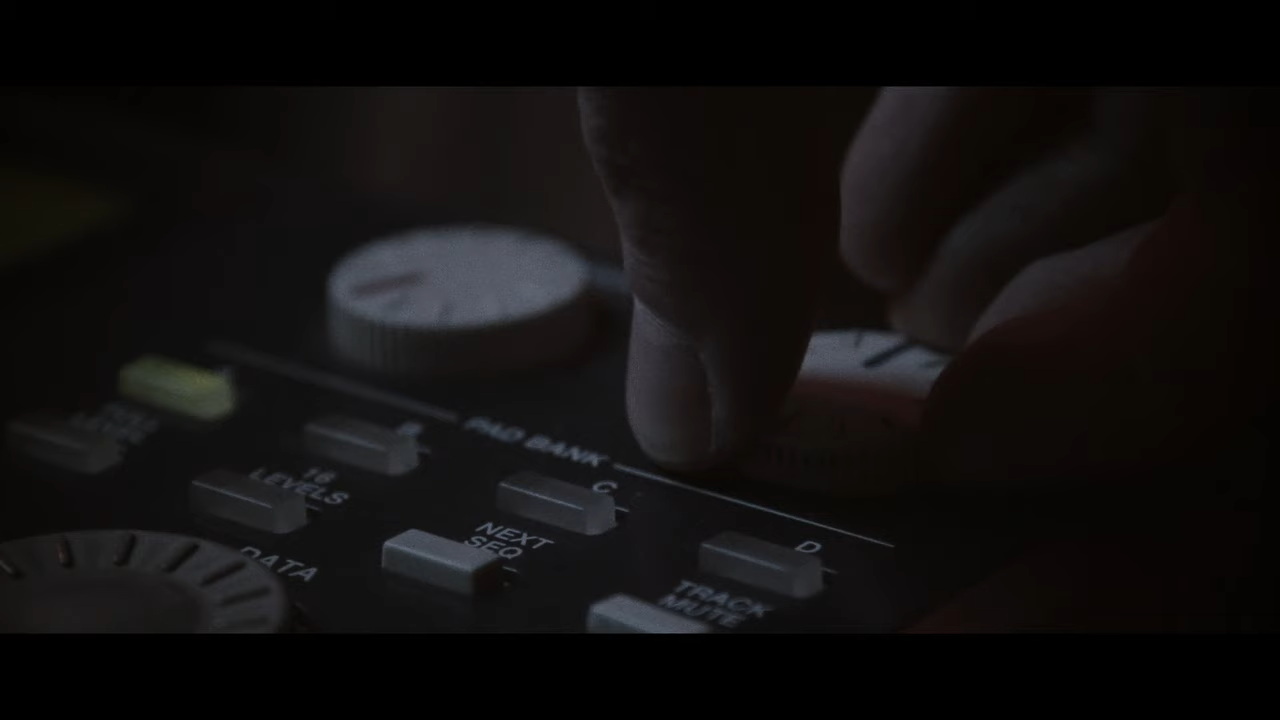 PAD BANK
B
C
D
16
LEVELS
NEXT
SEQ
TRACK
MUTE
DATA